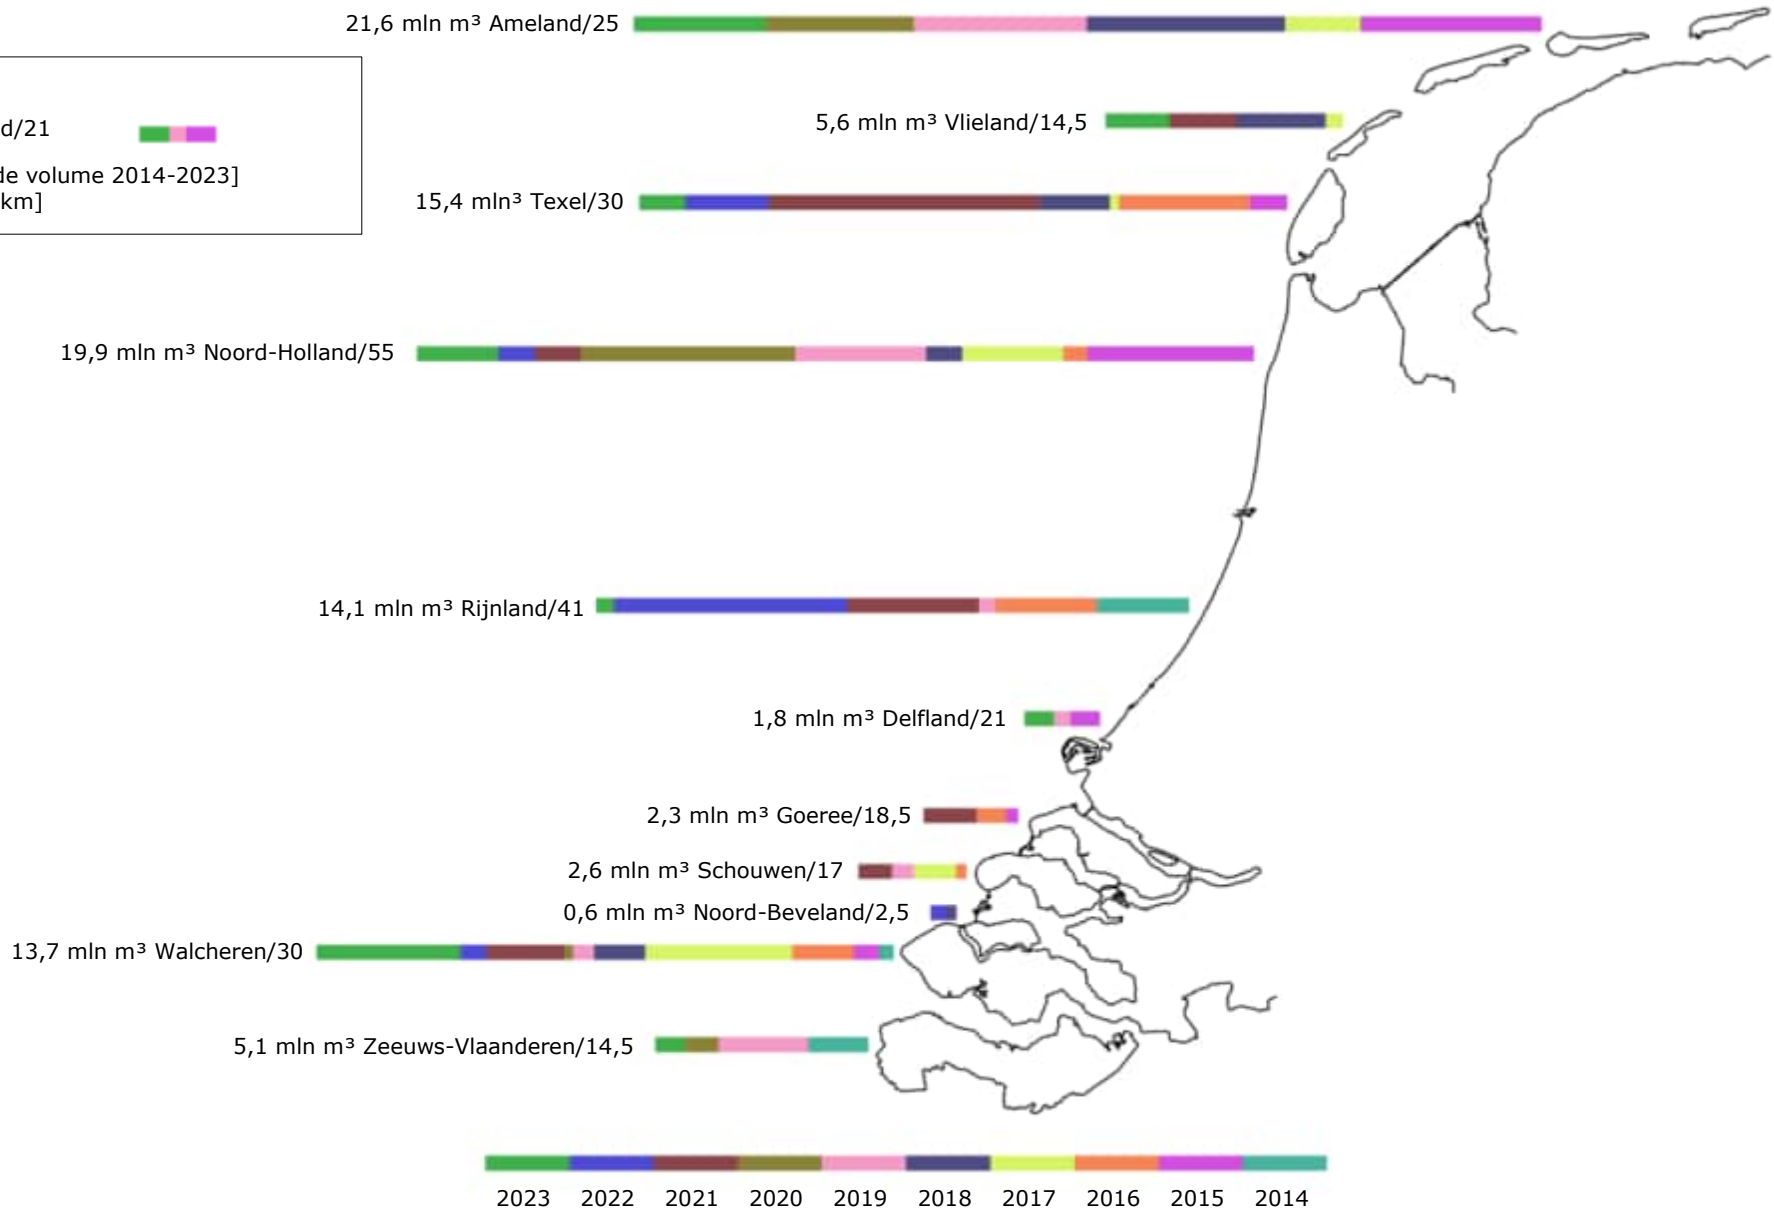 21,6 mln m³ Ameland/25
d/21
de volume 2014-2023]
km]
5,6 mln m³ Vlieland/14,5
15,4 mln³ Texel/30
19,9 mln m³ Noord-Holland/55
14,1 mln m³ Rijnland/41
1,8 mln m³ Delfland/21
2,3 mln m³ Goeree/18,5
2,6 mln m³ Schouwen/17
0,6 mln m³ Noord-Beveland/2,5
13,7 mln m³ Walcheren/30
5,1 mln m³ Zeeuws-Vlaanderen/14,5
2023 2022 2021 2020 2019 2018 2017 2016 2015 2014